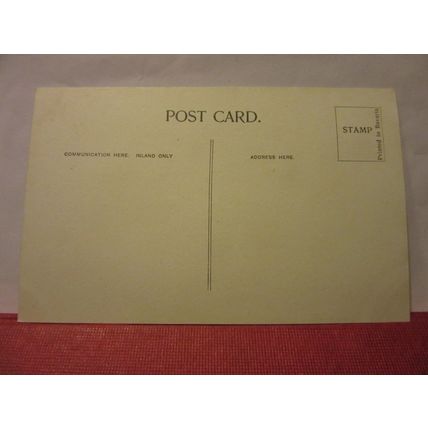 POST CARD.
COMMUNICATION HERE. INLAND ONLY
ADDRESS HERE.
STAMP
Printed in Bavaria